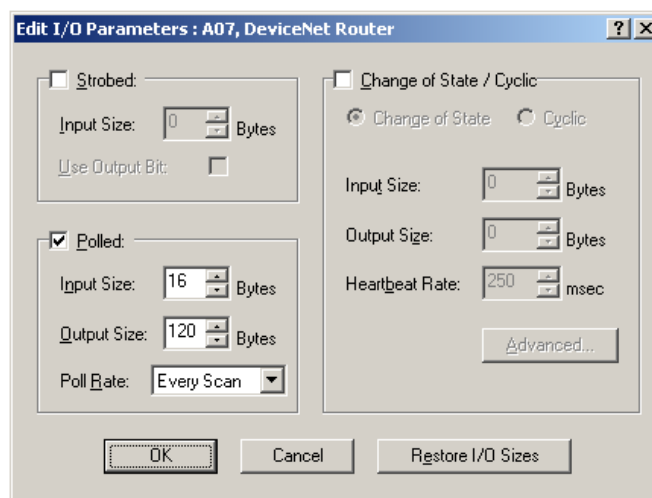 Edit I/O Parameters : A07, DeviceNet Router
Strobed:
Input Size: 0 Bytes
Use Output Bit:
Polled:
Input Size: 16 Bytes
Output Size: 120 Bytes
Poll Rate: Every Scan
Change of State / Cyclic
Change of State Cyclic
Input Size: 0 Bytes
Output Size: 0 Bytes
Heartbeat Rate: 250 msec
Advanced...
OK Cancel Restore I/O Sizes